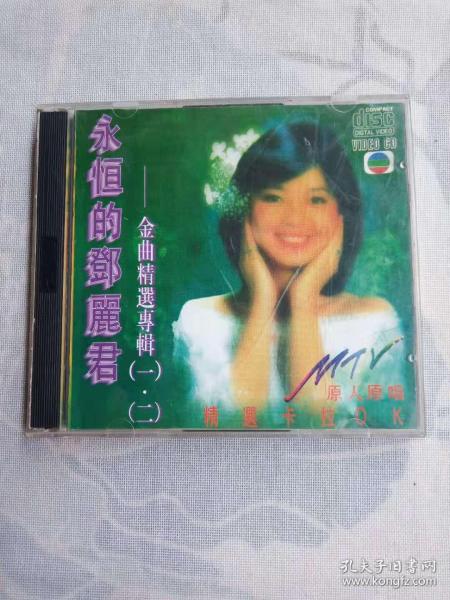 永恒的鄧麗君
——金曲精選專輯(一)·(二)
COMPACT
disc
DIGITAL VIDEO
VIDEO CD
MTV
原人原唱
精選卡拉OK
孔夫子旧书网
www.kongfz.com